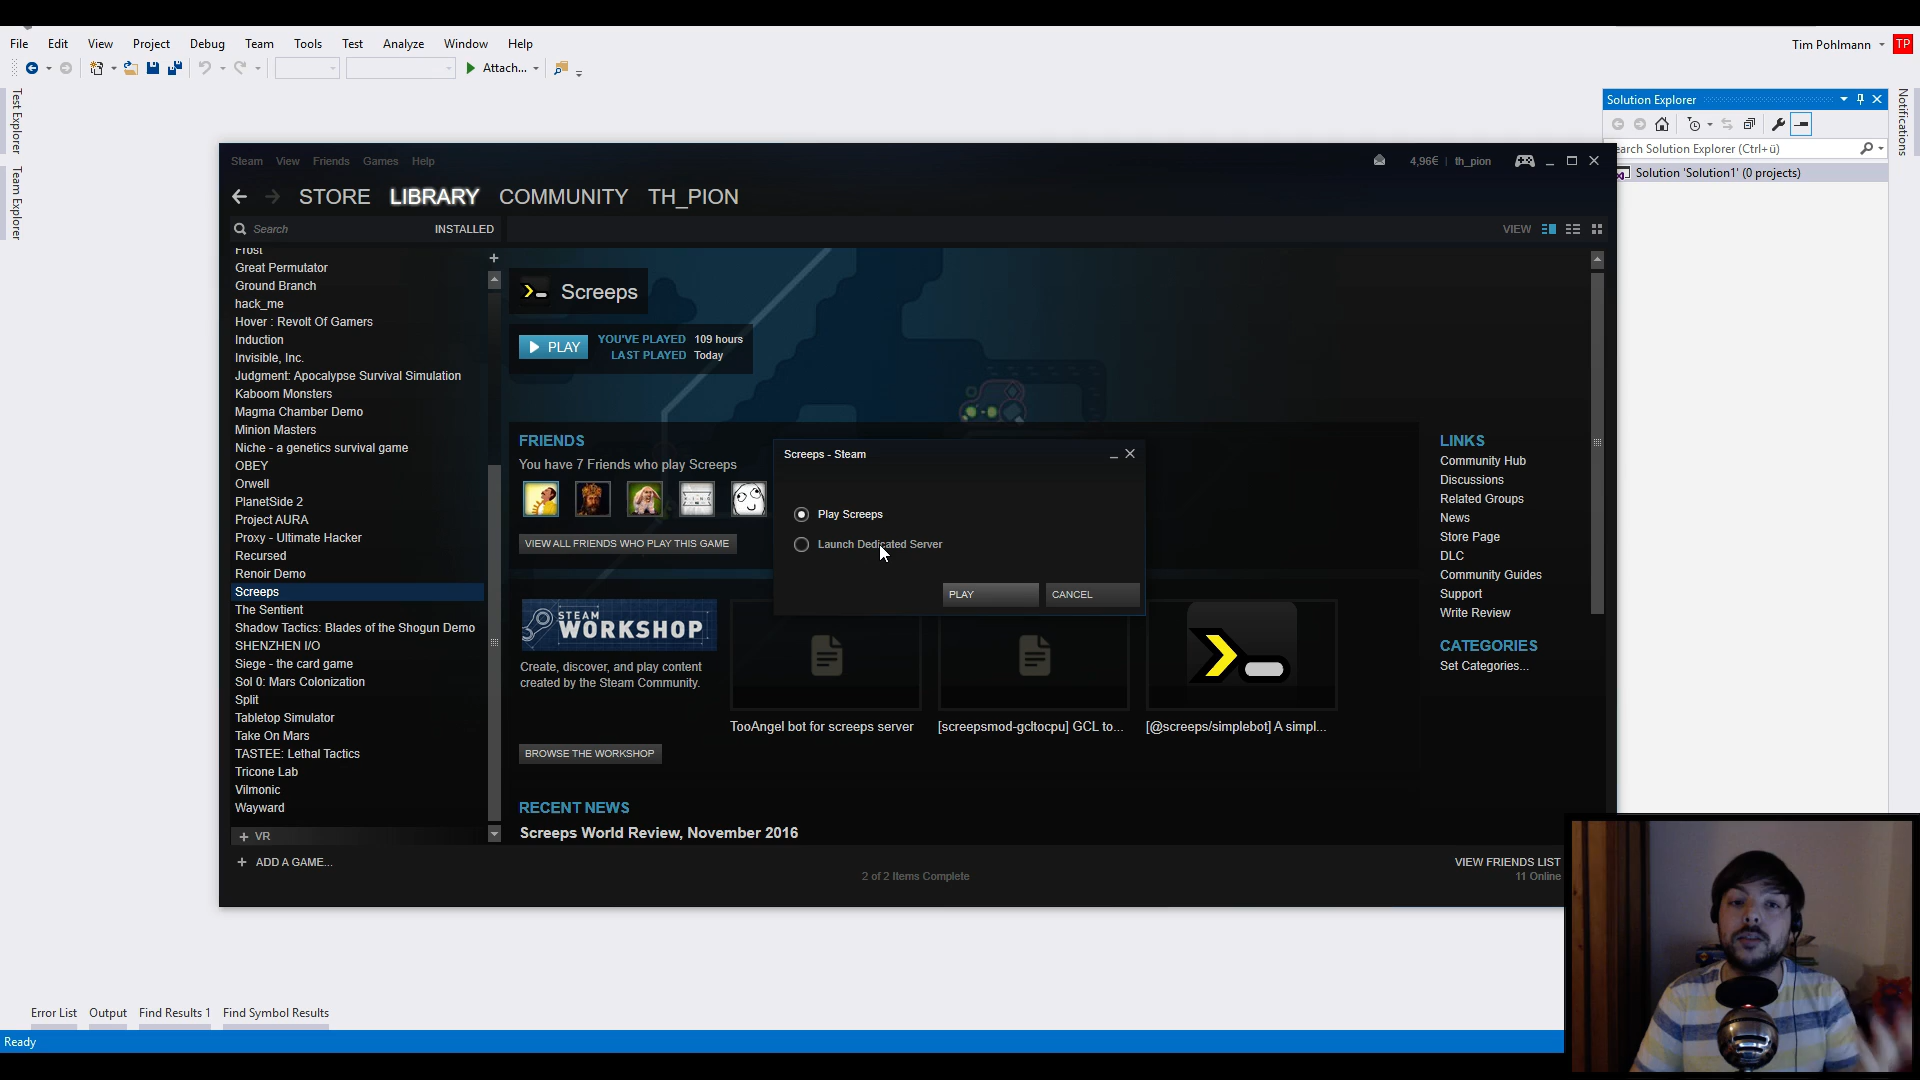 File Edit View Project Debug Team Tools Test Analyze Window Help
Tim Pohlmann TP
Attach...
Test Explorer
Team Explorer
Solution Explorer
Notifications
earch Solution Explorer (Ctrl+ü)
Solution 'Solution1' (0 projects)
Steam View Friends Games Help
4,96€ | th_pion
STORE LIBRARY COMMUNITY TH_PION
Search INSTALLED
VIEW
Frost
Great Permutator
Ground Branch
hack_me
Hover : Revolt Of Gamers
Induction
Invisible, Inc.
Judgment: Apocalypse Survival Simulation
Kaboom Monsters
Magma Chamber Demo
Minion Masters
Niche - a genetics survival game
OBEY
Orwell
PlanetSide 2
Project AURA
Proxy - Ultimate Hacker
Recursed
Renoir Demo
Screeps
The Sentient
Shadow Tactics: Blades of the Shogun Demo
SHENZHEN I/O
Siege - the card game
Sol 0: Mars Colonization
Split
Tabletop Simulator
Take On Mars
TASTEE: Lethal Tactics
Tricone Lab
Vilmonic
Wayward
+ VR
+ ADD A GAME...
Screeps
PLAY
YOU'VE PLAYED 109 hours
LAST PLAYED Today
FRIENDS
You have 7 Friends who play Screeps
VIEW ALL FRIENDS WHO PLAY THIS GAME
Screeps - Steam
Play Screeps
Launch Dedicated Server
PLAY CANCEL
STEAM
WORKSHOP
Create, discover, and play content
created by the Steam Community.
BROWSE THE WORKSHOP
TooAngel bot for screeps server
[screepsmod-gcltocpu] GCL to...
[@screeps/simplebot] A simpl...
RECENT NEWS
Screeps World Review, November 2016
LINKS
Community Hub
Discussions
Related Groups
News
Store Page
DLC
Community Guides
Support
Write Review
CATEGORIES
Set Categories...
2 of 2 Items Complete
VIEW FRIENDS LIST
11 Online
Error List Output Find Results 1 Find Symbol Results
Ready